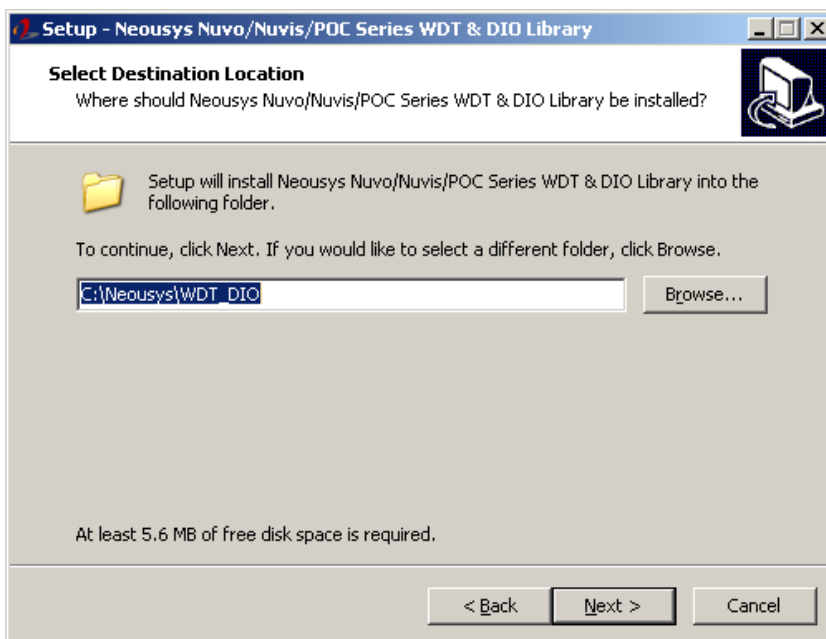 Setup - Neousys Nuvo/Nuvis/POC Series WDT & DIO Library
Select Destination Location
Where should Neousys Nuvo/Nuvis/POC Series WDT & DIO Library be installed?
Setup will install Neousys Nuvo/Nuvis/POC Series WDT & DIO Library into the
following folder.
To continue, click Next. If you would like to select a different folder, click Browse.
C:\Neousys\WDT_DIO
Browse...
At least 5.6 MB of free disk space is required.
< Back
Next >
Cancel